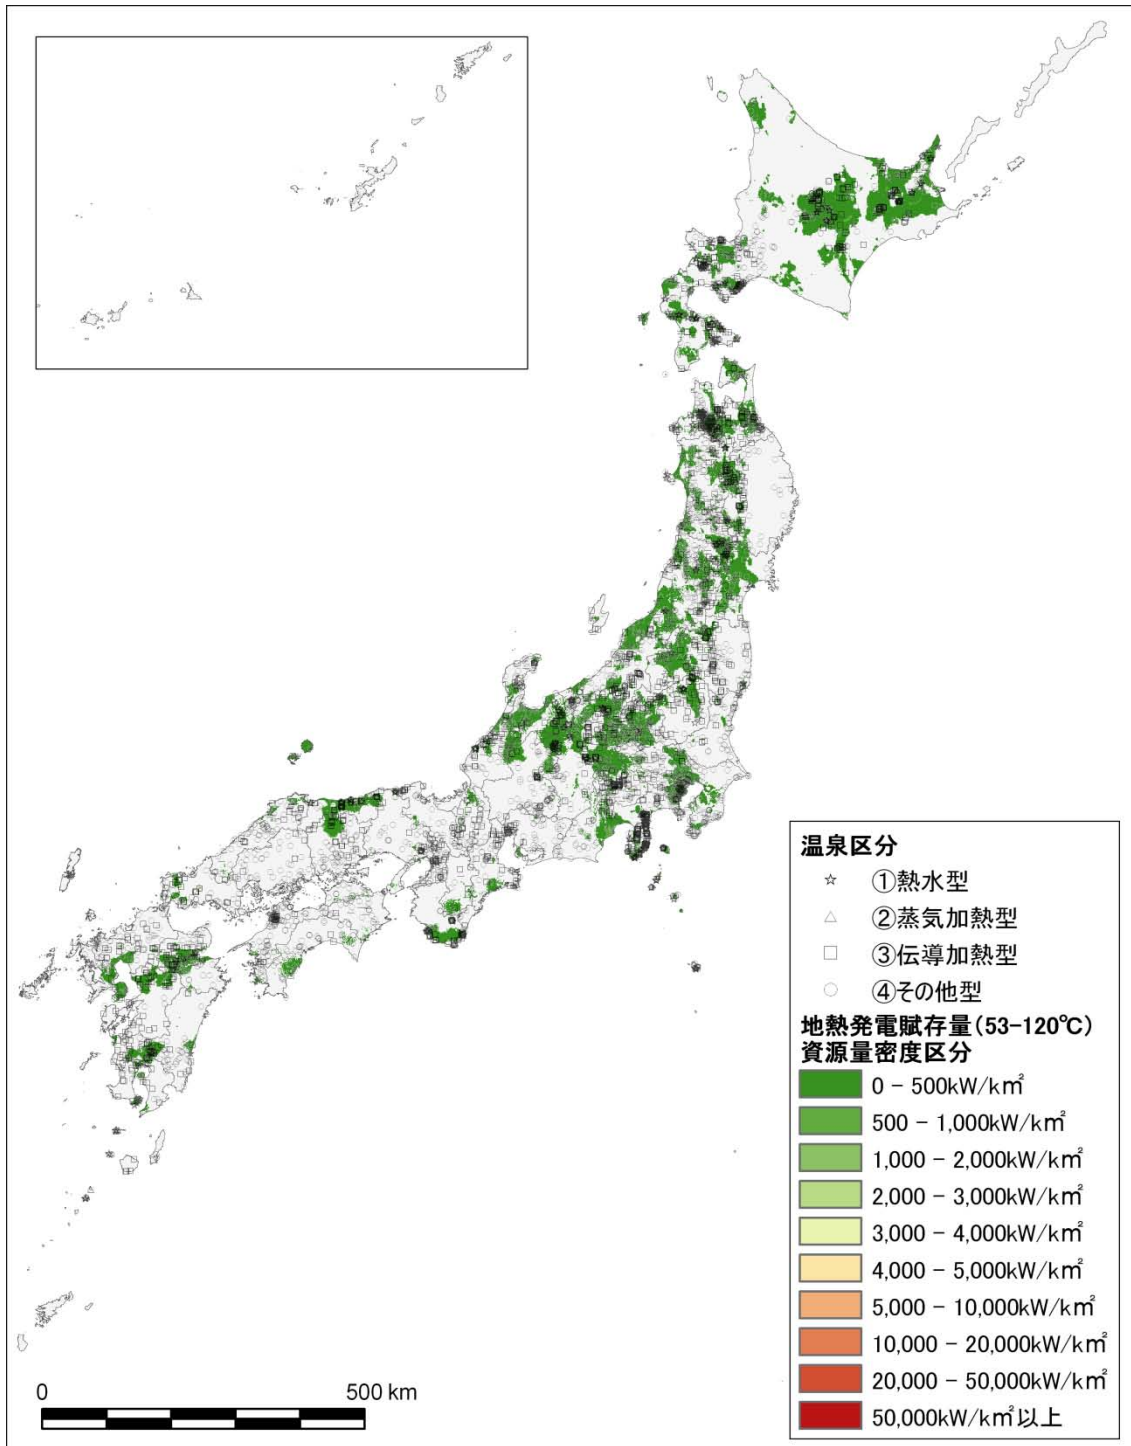 温泉区分
①熱水型
②蒸気加熱型
③伝導加熱型
④その他型
地熱発電賦存量(53-120℃)
資源量密度区分
0 - 500kW/k㎡
500 - 1,000kW/k㎡
1,000 - 2,000kW/k㎡
2,000 - 3,000kW/k㎡
3,000 - 4,000kW/k㎡
4,000 - 5,000kW/k㎡
5,000 - 10,000kW/k㎡
10,000 - 20,000kW/k㎡
20,000 - 50,000kW/k㎡
50,000kW/k㎡以上
0 500 km